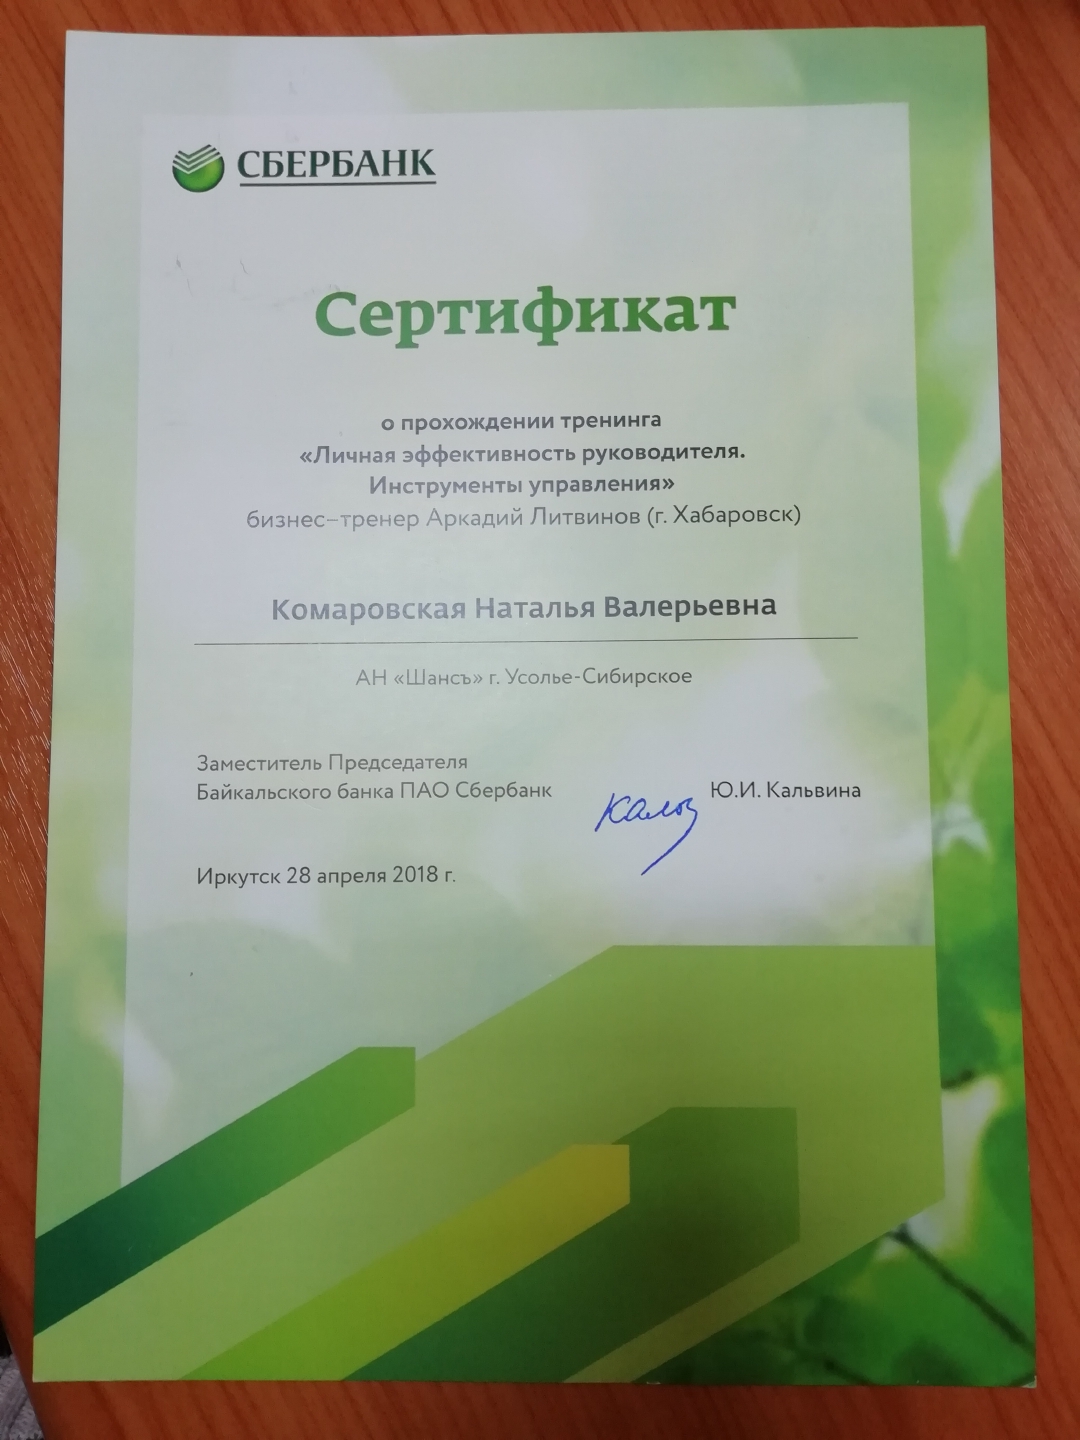 СБЕРБАНК
Сертификат
о прохождении тренинга
«Личная эффективность руководителя.
Инструменты управления»
бизнес–тренер Аркадий Литвинов (г. Хабаровск)
Комаровская Наталья Валерьевна
АН «Шансъ» г. Усолье-Сибирское
Заместитель Председателя
Байкальского банка ПАО Сбербанк
Ю.И. Кальвина
Иркутск 28 апреля 2018 г.